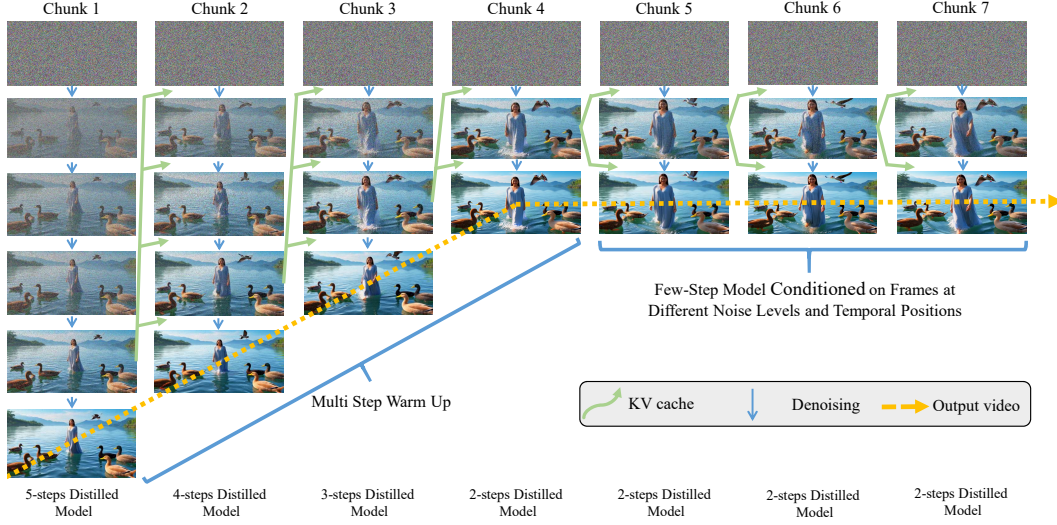 Chunk 1
Chunk 2
Chunk 3
Chunk 4
Chunk 5
Chunk 6
Chunk 7
Few-Step Model Conditioned on Frames at
Different Noise Levels and Temporal Positions
Multi Step Warm Up
KV cache
Denoising
Output video
5-steps Distilled
Model
4-steps Distilled
Model
3-steps Distilled
Model
2-steps Distilled
Model
2-steps Distilled
Model
2-steps Distilled
Model
2-steps Distilled
Model